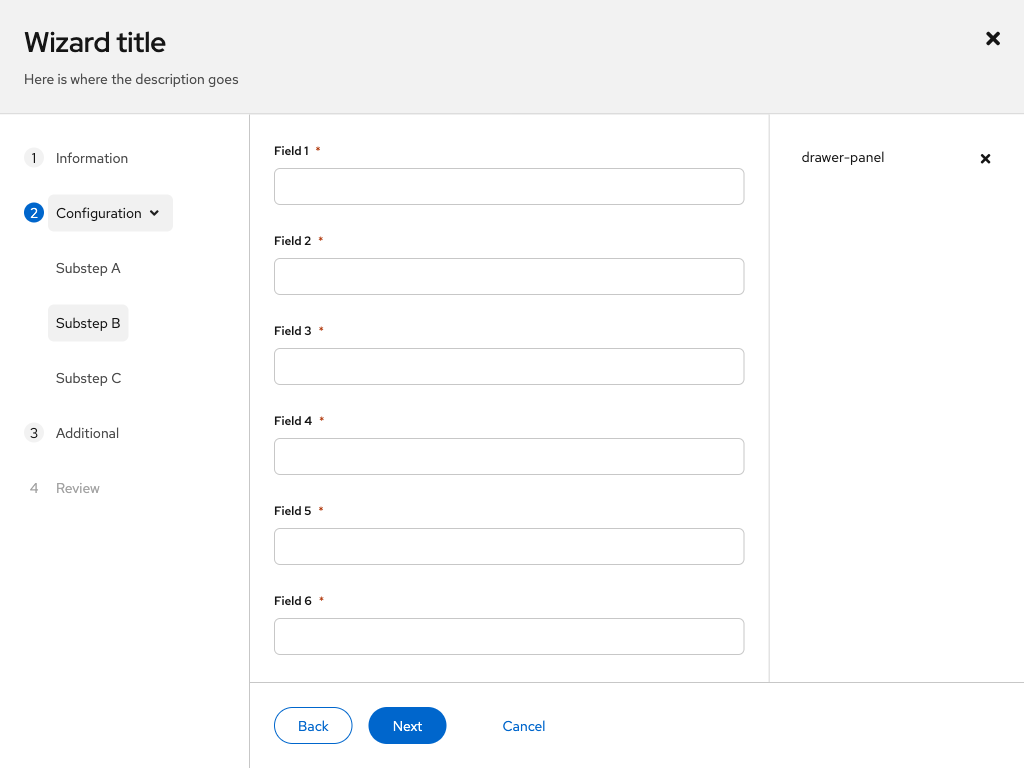 Wizard title
Here is where the description goes
1 Information
2 Configuration
Substep A
Substep B
Substep C
3 Additional
4 Review
Field 1 *
Field 2 *
Field 3 *
Field 4 *
Field 5 *
Field 6 *
drawer-panel
Back
Next
Cancel